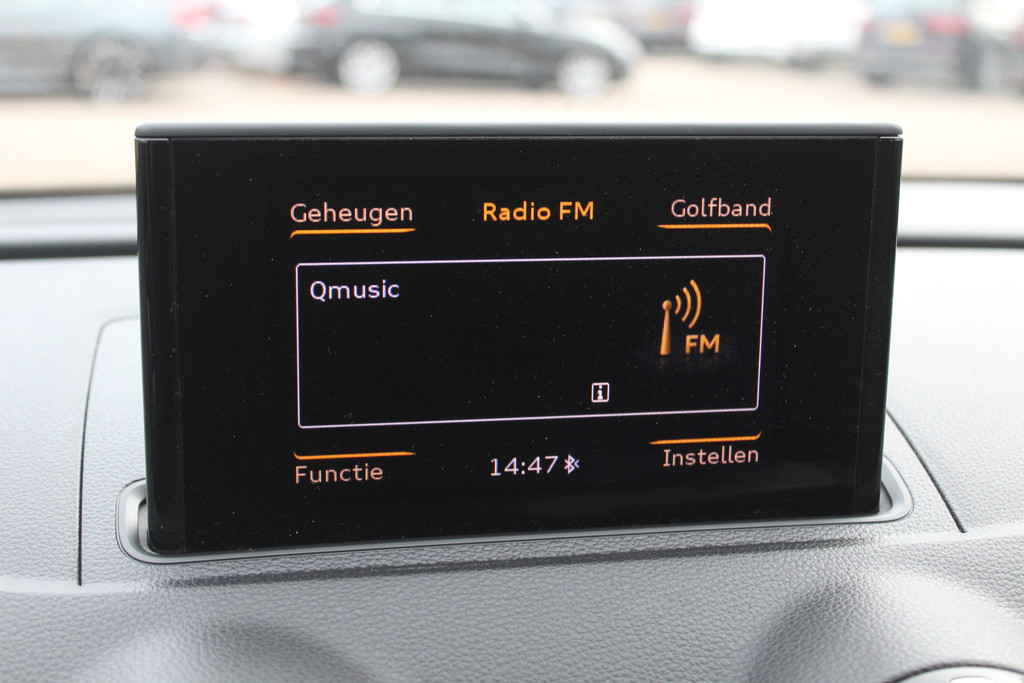 Geheugen Radio FM Golfband
Qmusic
FM
i
Functie 14:47 Instellen